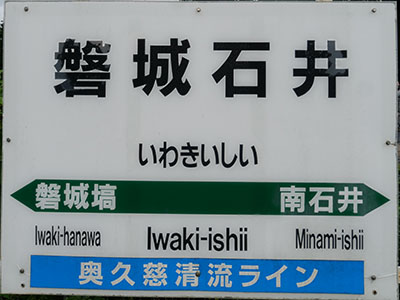 磐城石井
いわきいしい
磐城塙 南石井
Iwaki-hanawa Iwaki-ishii Minami-ishii
奥久慈清流ライン